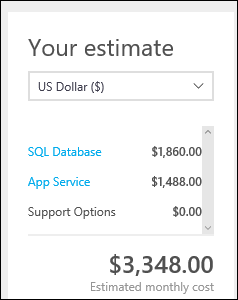 Your estimate
US Dollar ($)
SQL Database $1,860.00
App Service $1,488.00
Support Options $0.00
$3,348.00
Estimated monthly cost